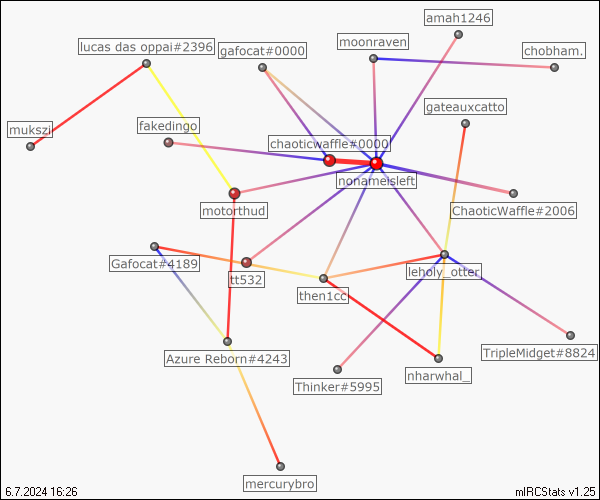 amah1246
lucas das oppai#2396
gafocat#0000
moonraven
chobham.
gateauxcatto
mukszi
fakedingo
chaoticwaffle#0000
nonameisleft
motorthud
ChaoticWaffle#2006
Gafocat#4189
tt532
then1cc
leholy_otter
Azure Reborn#4243
Thinker#5995
nharwhal_
TripleMidget#8824
mercurybro
6.7.2024 16:26
mIRCStats v1.25